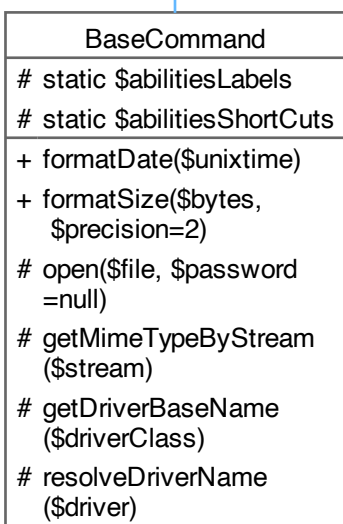 BaseCommand
# static $abilitiesLabels
# static $abilitiesShortCuts
+ formatDate($unixtime)
+ formatSize($bytes,
$precision=2)
# open($file, $password
=null)
# getMimeTypeByStream
($stream)
# getDriverBaseName
($driverClass)
# resolveDriverName
($driver)